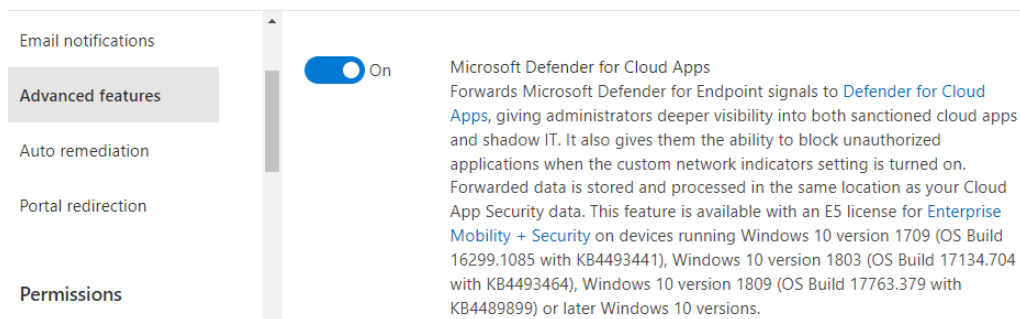 Email notifications
Advanced features
Auto remediation
Portal redirection
Permissions
On
Microsoft Defender for Cloud Apps
Forwards Microsoft Defender for Endpoint signals to Defender for Cloud
Apps, giving administrators deeper visibility into both sanctioned cloud apps
and shadow IT. It also gives them the ability to block unauthorized
applications when the custom network indicators setting is turned on.
Forwarded data is stored and processed in the same location as your Cloud
App Security data. This feature is available with an E5 license for Enterprise
Mobility + Security on devices running Windows 10 version 1709 (OS Build
16299.1085 with KB4493441), Windows 10 version 1803 (OS Build 17134.704
with KB4493464), Windows 10 version 1809 (OS Build 17763.379 with
KB4489899) or later Windows 10 versions.